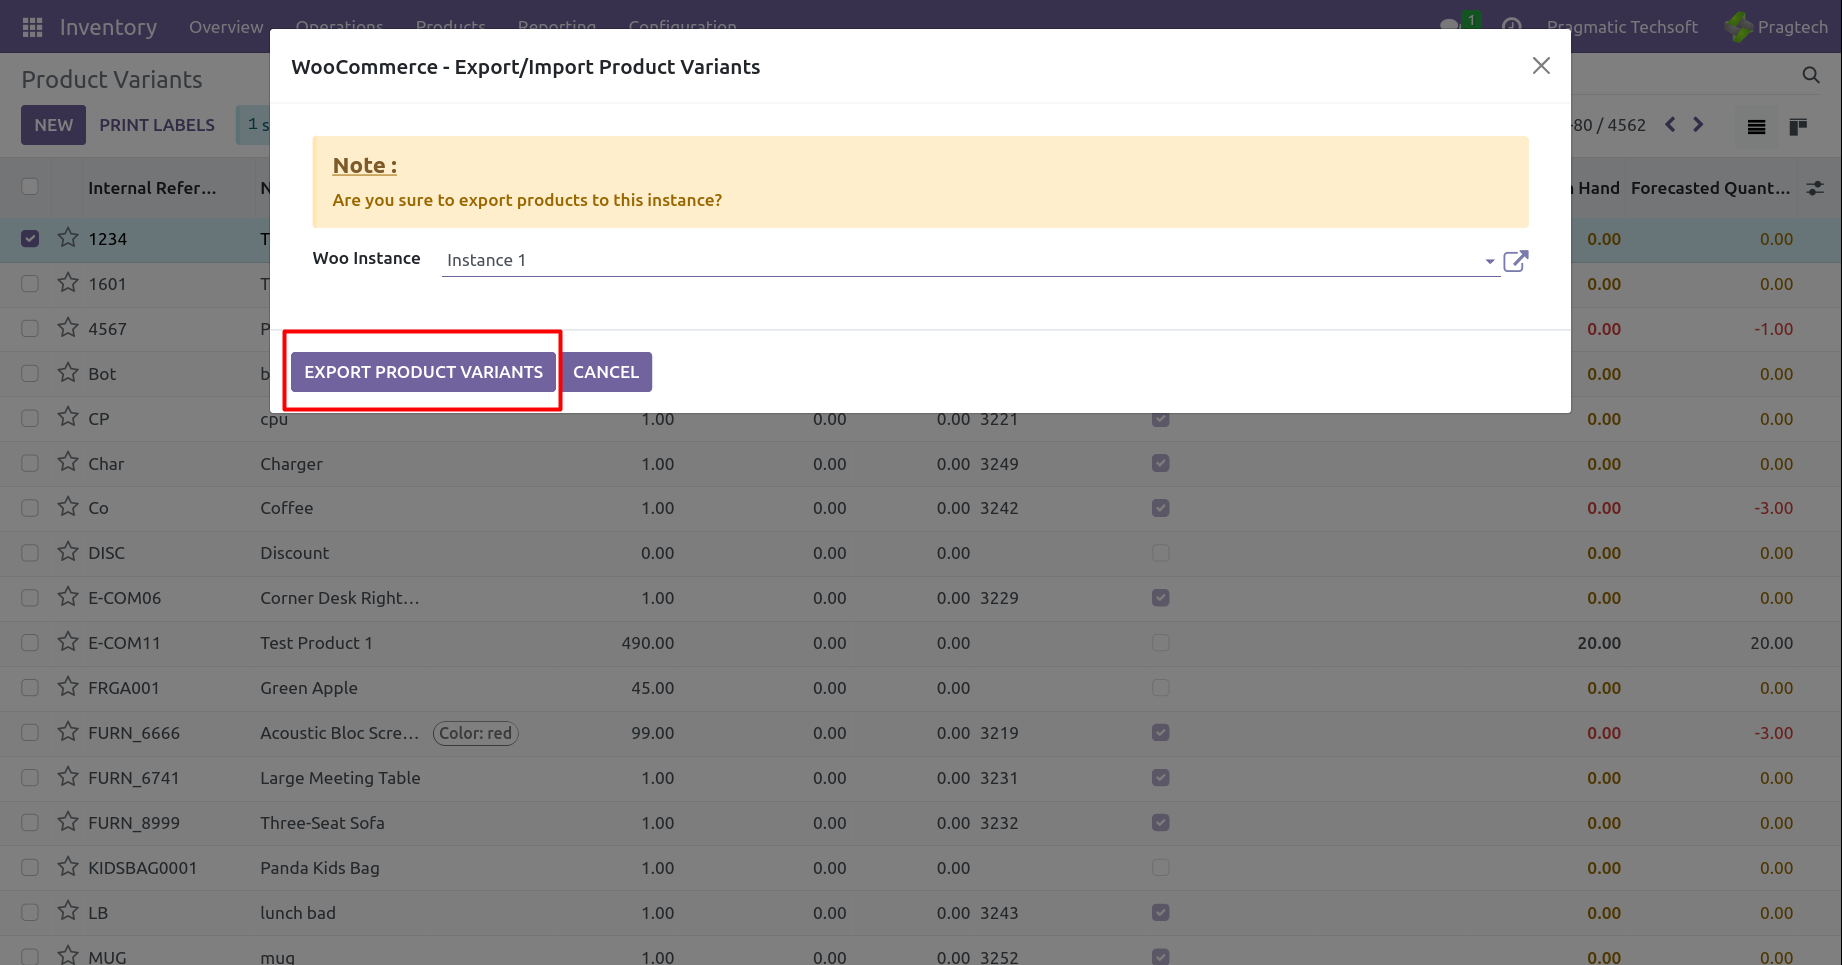 Inventory Overview Operations Products Reporting Configuration 1 Pragmatic Techsoft Pragtech
WooCommerce - Export/Import Product Variants
Product Variants
NEW PRINT LABELS 1 s -80 / 4562
Note :
Are you sure to export products to this instance?
Internal Refer... N Hand Forecasted Quant...
1234 T 0.00 0.00
Woo Instance Instance 1
1601 T 0.00 0.00
4567 P 0.00 -1.00
EXPORT PRODUCT VARIANTS CANCEL
Bot b 0.00 0.00
CP cpu 1.00 0.00 0.00 3221 0.00 0.00
Char Charger 1.00 0.00 0.00 3249 0.00 0.00
Co Coffee 1.00 0.00 0.00 3242 0.00 -3.00
DISC Discount 0.00 0.00 0.00 0.00 0.00
E-COM06 Corner Desk Right... 1.00 0.00 0.00 3229 0.00 0.00
E-COM11 Test Product 1 490.00 0.00 0.00 20.00 20.00
FRGA001 Green Apple 45.00 0.00 0.00 0.00 0.00
FURN_6666 Acoustic Bloc Scre... Color: red 99.00 0.00 0.00 3219 0.00 -3.00
FURN_6741 Large Meeting Table 1.00 0.00 0.00 3231 0.00 0.00
FURN_8999 Three-Seat Sofa 1.00 0.00 0.00 3232 0.00 0.00
KIDSBAG0001 Panda Kids Bag 1.00 0.00 0.00 0.00 0.00
LB lunch bad 1.00 0.00 0.00 3243 0.00 0.00
MUG mug 1.00 0.00 0.00 3252 0.00 0.00